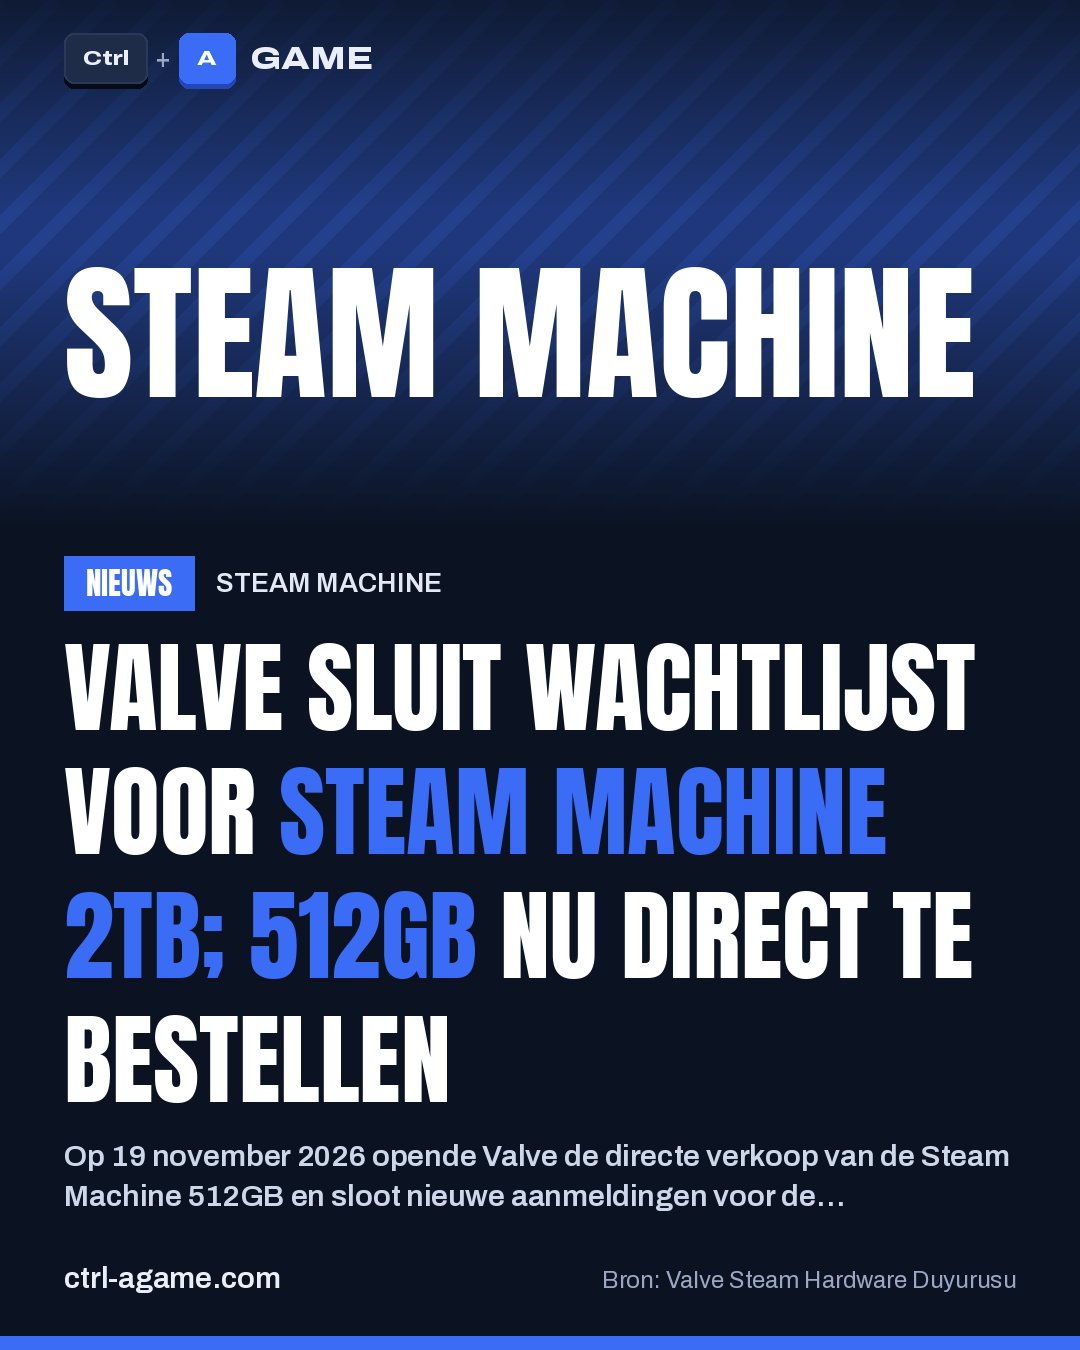 Ctrl + A GAME
STEAM MACHINE
NIEUWS STEAM MACHINE
VALVE SLUIT WACHTLIJST
VOOR STEAM MACHINE
2TB; 512GB NU DIRECT TE
BESTELLEN
Op 19 november 2026 opende Valve de directe verkoop van de Steam
Machine 512GB en sloot nieuwe aanmeldingen voor de...
ctrl-agame.com
Bron: Valve Steam Hardware Duyurusu